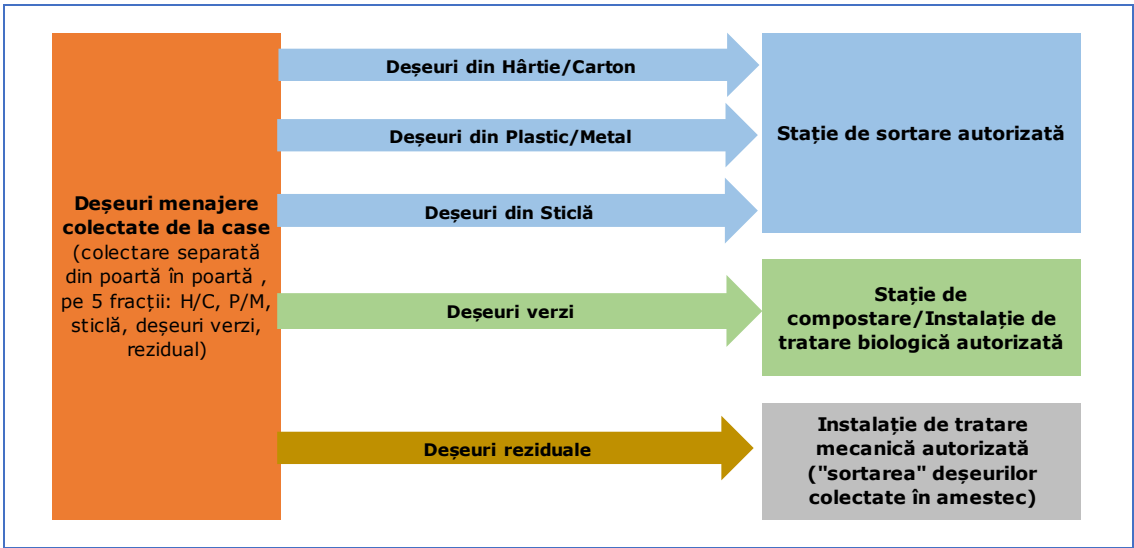 Deșeuri menajere
colectate de la case
(colectare separată
din poartă în poartă ,
pe 5 fracții: H/C, P/M,
sticlă, deșeuri verzi,
rezidual)
Deșeuri din Hârtie/Carton
Deșeuri din Plastic/Metal
Deșeuri din Sticlă
Deșeuri verzi
Deșeuri reziduale
Stație de sortare autorizată
Stație de
compostare/Instalație de
tratare biologică autorizată
Instalație de tratare
mecanică autorizată
("sortarea" deșeurilor
colectate în amestec)